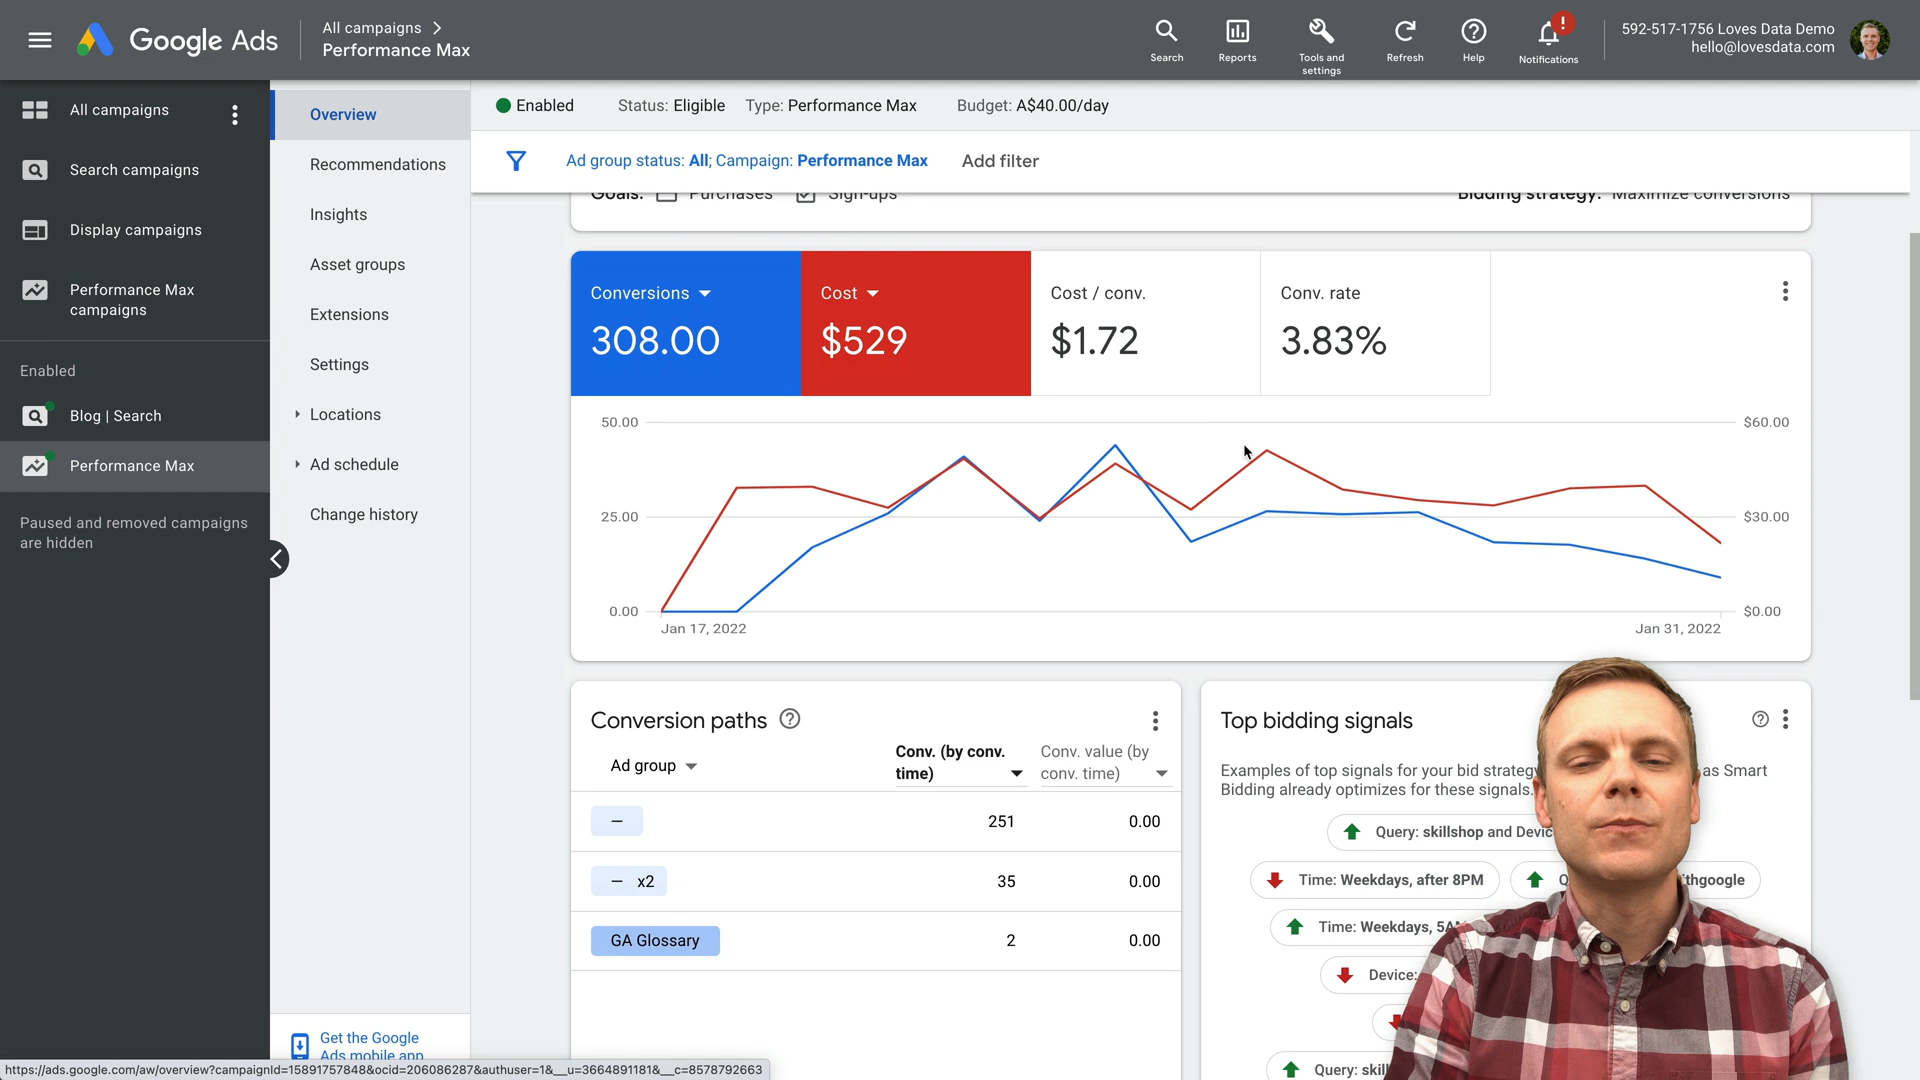 Google Ads
All campaigns
Performance Max
Search
Reports
Tools and
settings
Refresh
Help
!
Notifications
592-517-1756 Loves Data Demo
hello@lovesdata.com
All campaigns
Search campaigns
Display campaigns
Performance Max
campaigns
Enabled
Blog | Search
Performance Max
Paused and removed campaigns
are hidden
Overview
Recommendations
Insights
Asset groups
Extensions
Settings
Locations
Ad schedule
Change history
Get the Google
Ads mobile app
Enabled
Status: Eligible
Type: Performance Max
Budget: A$40.00/day
Ad group status: All; Campaign: Performance Max
Add filter
Goals: Purchases Sign-ups
Bidding strategy: Maximize conversions
Conversions
308.00
Cost
$529
Cost / conv.
$1.72
Conv. rate
3.83%
50.00
25.00
0.00
$60.00
$30.00
$0.00
Jan 17, 2022
Jan 31, 2022
Conversion paths
Ad group
Conv. (by conv.
time)
Conv. value (by
conv. time)
— 251 0.00
— x2 35 0.00
GA Glossary 2 0.00
Top bidding signals
Examples of top signals for your bid strategy as Smart
Bidding already optimizes for these signals.
Query: skillshop and Devic
Time: Weekdays, after 8PM
Q thgoogle
Time: Weekdays, 5A
Device:
Query: skil
https://ads.google.com/aw/overview?campaignId=15891757848&ocid=206086287&authuser=1&__u=3664891181&__c=8578792663